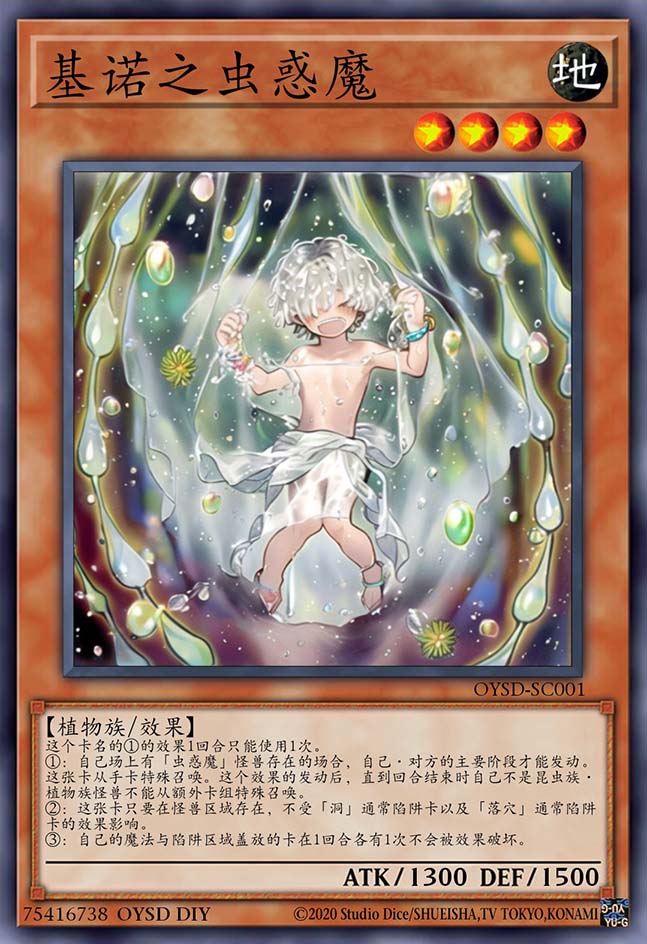 基诺之虫惑魔
地
OYSD-SC001
【植物族/效果】
这个卡名的①的效果1回合只能使用1次。
①：自己场上有「虫惑魔」怪兽存在的场合，自己·对方的主要阶段才能发动。
这张卡从手卡特殊召唤。这个效果的发动后，直到回合结束时自己不是昆虫族·
植物族怪兽不能从额外卡组特殊召唤。
②：这张卡只要在怪兽区域存在，不受「洞」通常陷阱卡以及「落穴」通常陷阱
卡的效果影响。
③：自己的魔法与陷阱区域盖放的卡在1回合各有1次不会被效果破坏。
ATK/1300 DEF/1500
75416738 OYSD DIY ©2020 Studio Dice/SHUEISHA,TV TOKYO,KONAMI